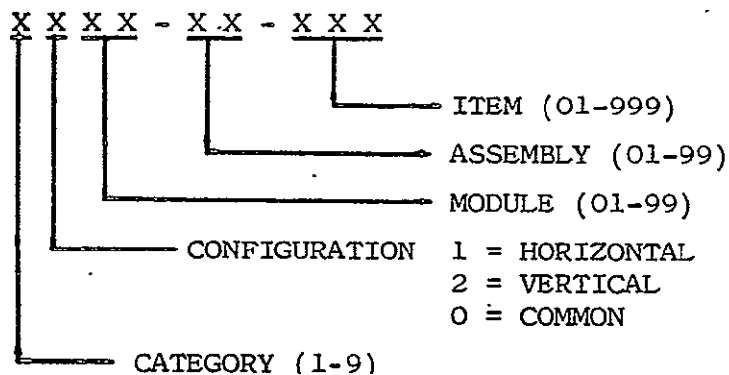 X X X X - X X - X X X
ITEM (01-999)
ASSEMBLY (01-99)
MODULE (01-99)
CONFIGURATION 1 = HORIZONTAL
2 = VERTICAL
0 = COMMON
CATEGORY (1-9)